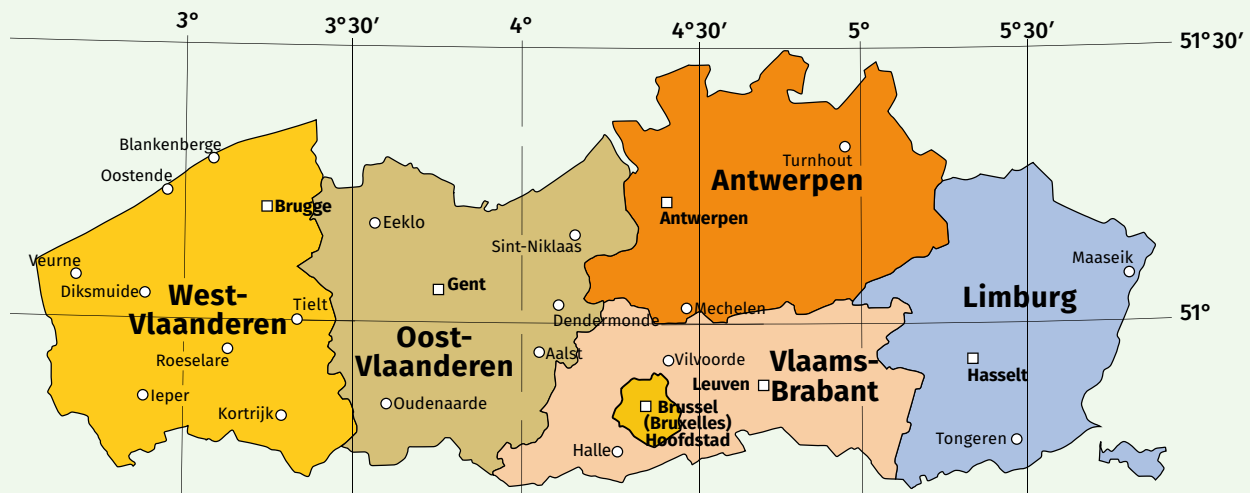 3°
3°30′
4°
4°30′
5°
5°30′
51°30′
Blankenberge
Oostende
Turnhout
Antwerpen
Brugge
Antwerpen
Eeklo
Sint-Niklaas
Veurne
Maaseik
Diksmuide
West-
Vlaanderen
Gent
Limburg
Tielt
Mechelen
51°
Dendermonde
Oost-
Vlaanderen
Roeselare
Aalst
Vilvoorde
Vlaams-
Brabant
Leuven
Hasselt
Ieper
Kortrijk
Oudenaarde
Brussel
(Bruxelles)
Hoofdstad
Halle
Tongeren